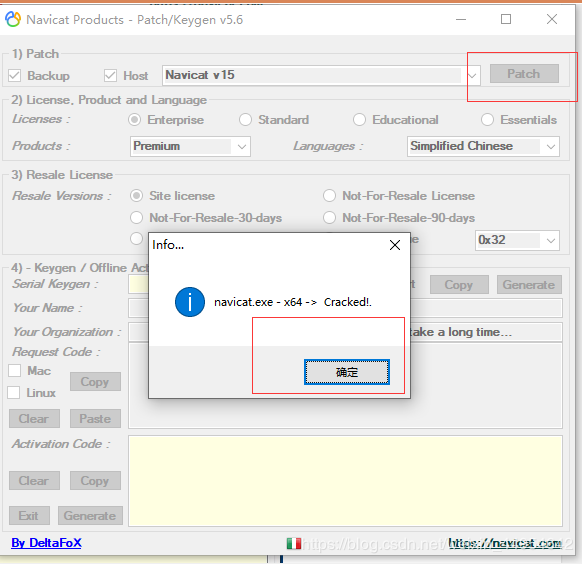 Navicat Products - Patch/Keygen v5.6
1) Patch
Backup Host Navicat v15 Patch
2) License, Product and Language
Licenses : Enterprise Standard Educational Essentials
Products : Premium Languages : Simplified Chinese
3) Resale License
Resale Versions : Site license Not-For-Resale License
Not-For-Resale-30-days Not-For-Resale-90-days
0x32
Info...
navicat.exe - x64 -> Cracked!.
确定
4) - Keygen / Offline Act
Serial Keygen : Copy Generate
Your Name :
Your Organization : take a long time...
Request Code :
Mac
Linux
Copy
Clear Paste
Activation Code :
Clear Copy
Exit Generate
By DeltaFoX https://navicat.com